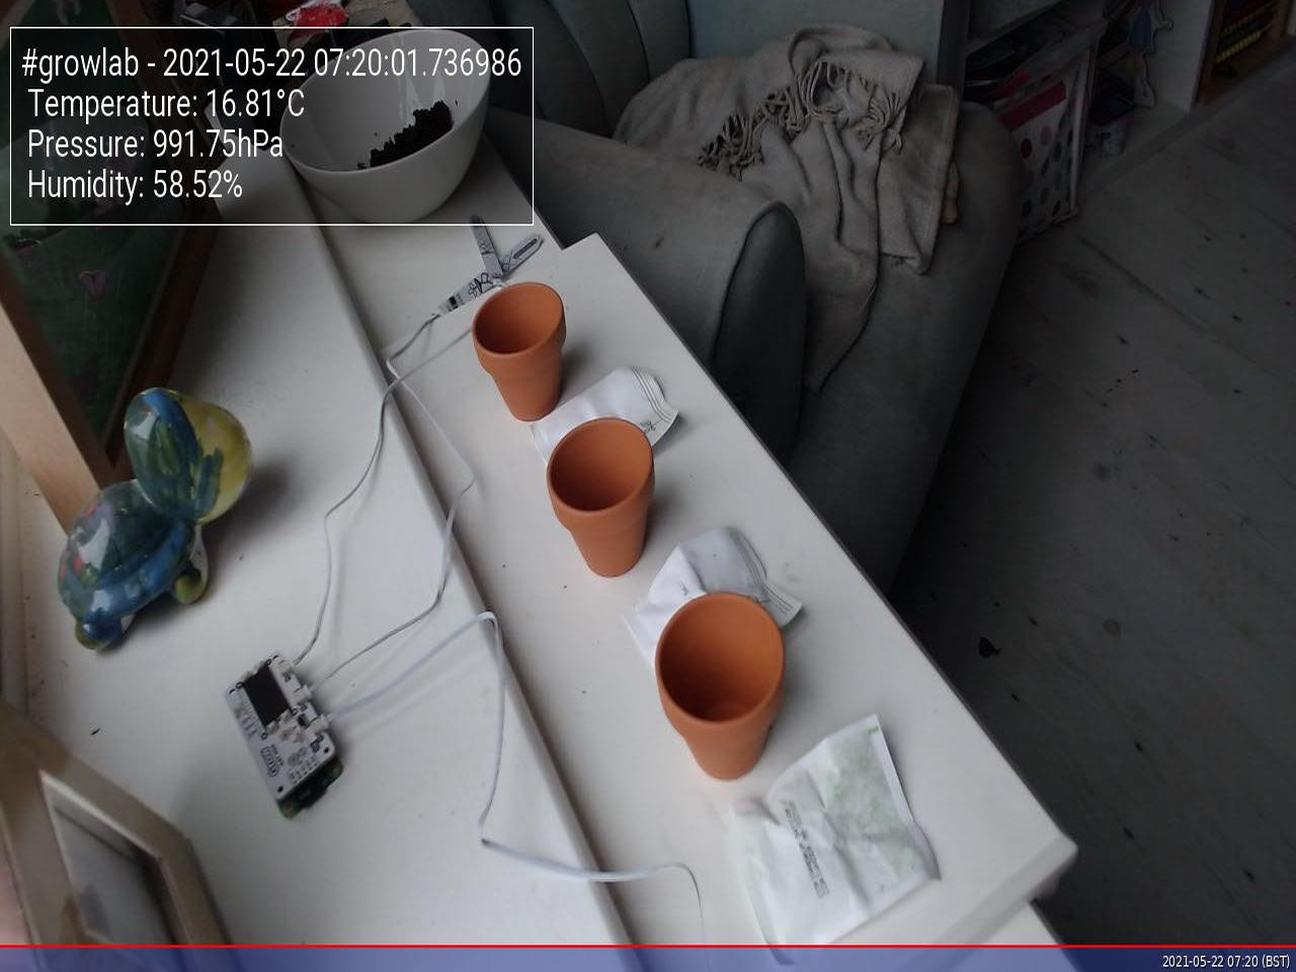 #growlab - 2021-05-22 07:20:01.736986
Temperature: 16.81°C
Pressure: 991.75hPa
Humidity: 58.52%
2021-05-22 07:20 (BST)